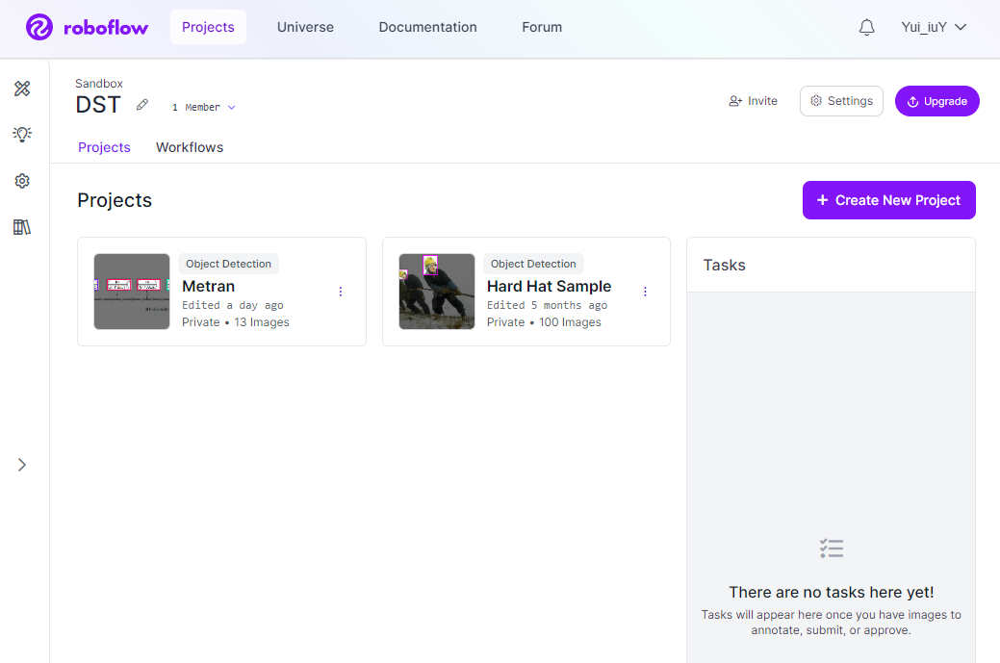 roboflow
Projects
Universe
Documentation
Forum
Yui_iuY
Sandbox
DST
1 Member
Invite
Settings
Upgrade
Projects
Workflows
Projects
+ Create New Project
Object Detection
Metran
Edited a day ago
Private • 13 Images
Object Detection
Hard Hat Sample
Edited 5 months ago
Private • 100 Images
Tasks
There are no tasks here yet!
Tasks will appear here once you have images to
annotate, submit, or approve.